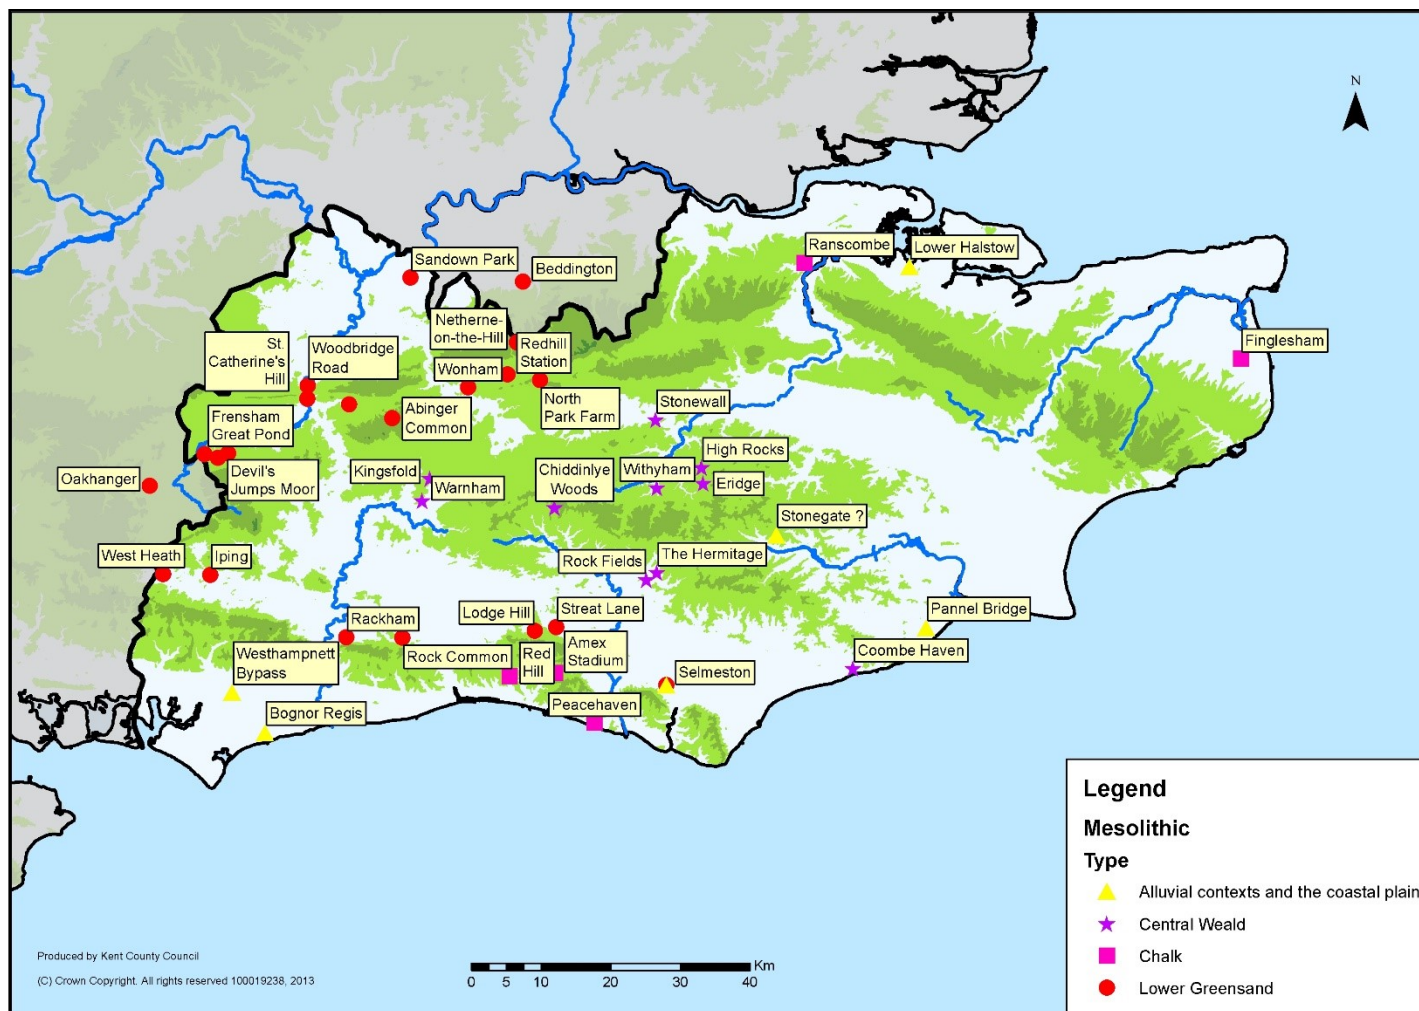 N
Ranscombe
Lower Halstow
Sandown Park
Beddington
Netherne-
on-the-Hill
St.
Catherine's
Hill
Woodbridge
Road
Redhill
Station
Finglesham
Wonham
North
Park Farm
Abinger
Common
Stonewall
Frensham
Great Pond
High Rocks
Oakhanger
Devil's
Jumps Moor
Kingsfold
Chiddinlye
Woods
Withyham
Eridge
Warnham
Stonegate ?
West Heath
Iping
Rock Fields
The Hermitage
Pannel Bridge
Rackham
Lodge Hill
Streat Lane
Westhampnett
Bypass
Rock Common
Red
Hill
Amex
Stadium
Coombe Haven
Selmeston
Bognor Regis
Peacehaven
Legend
Mesolithic
Type
Alluvial contexts and the coastal plain
Central Weald
Chalk
Lower Greensand
Produced by Kent County Council
(C) Crown Copyright. All rights reserved 100019238, 2013
Km
0 5 10 20 30 40